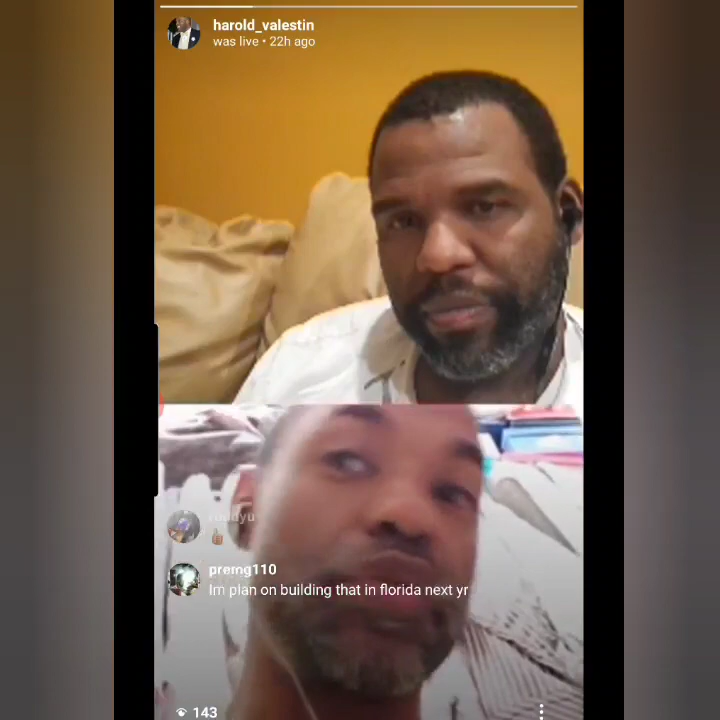 harold_valestin
was live • 22h ago
premg110
Im plan on building that in florida next yr
143